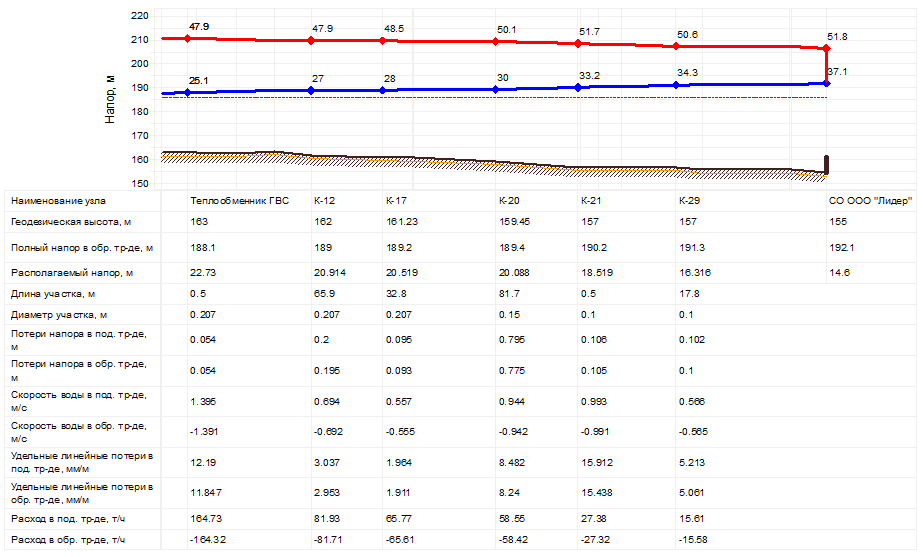 220
47.9 47.9 48.5 50.1 51.7 50.6 51.8
210
200
25.1 27 28 30 33.2 34.3 37.1
190
180
170
160
150
Напор, м
Наименование узла Теплообменник ГВС К-12 К-17 К-20 К-21 К-29 СО ООО "Лидер"
Геодезическая высота, м 163 162 161.23 159.45 157 157 155
Полный напор в обр. тр-де, м 188.1 189 189.2 189.4 190.2 191.3 192.1
Располагаемый напор, м 22.73 20.914 20.519 20.088 18.519 16.316 14.6
Длина участка, м 0.5 65.9 32.8 81.7 0.5 17.8
Диаметр участка, м 0.207 0.207 0.207 0.15 0.1 0.1
Потери напора в под. тр-де,
м 0.054 0.2 0.095 0.795 0.106 0.102
Потери напора в обр. тр-де,
м 0.054 0.195 0.093 0.775 0.105 0.1
Скорость воды в под. тр-де,
м/с 1.395 0.694 0.557 0.944 0.993 0.566
Скорость воды в обр. тр-де,
м/с -1.391 -0.692 -0.555 -0.942 -0.991 -0.565
Удельные линейные потери в
под. тр-де, мм/м 12.19 3.037 1.964 8.482 15.912 5.213
Удельные линейные потери в
обр. тр-де, мм/м 11.847 2.953 1.911 8.24 15.438 5.061
Расход в под. тр-де, т/ч 164.73 81.93 65.77 58.55 27.38 15.61
Расход в обр. тр-де, т/ч -164.32 -81.71 -65.61 -58.42 -27.32 -15.58